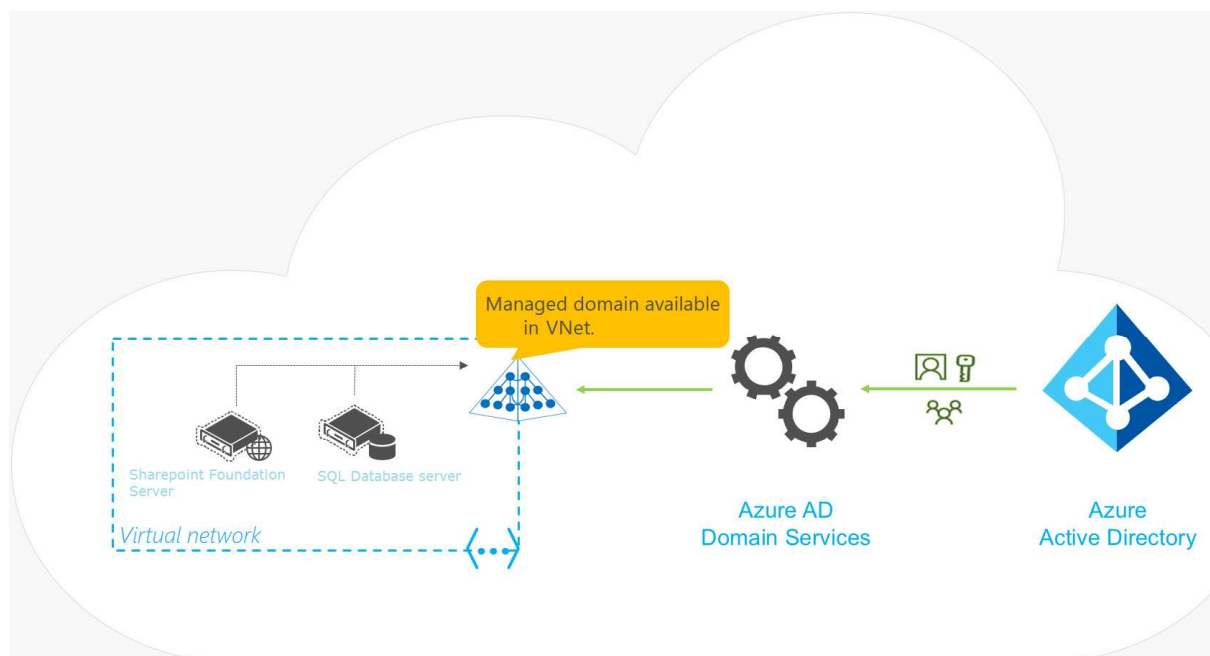 Managed domain available
in VNet.
Sharepoint Foundation
Server
SQL Database server
Virtual network
Azure AD
Domain Services
Azure
Active Directory